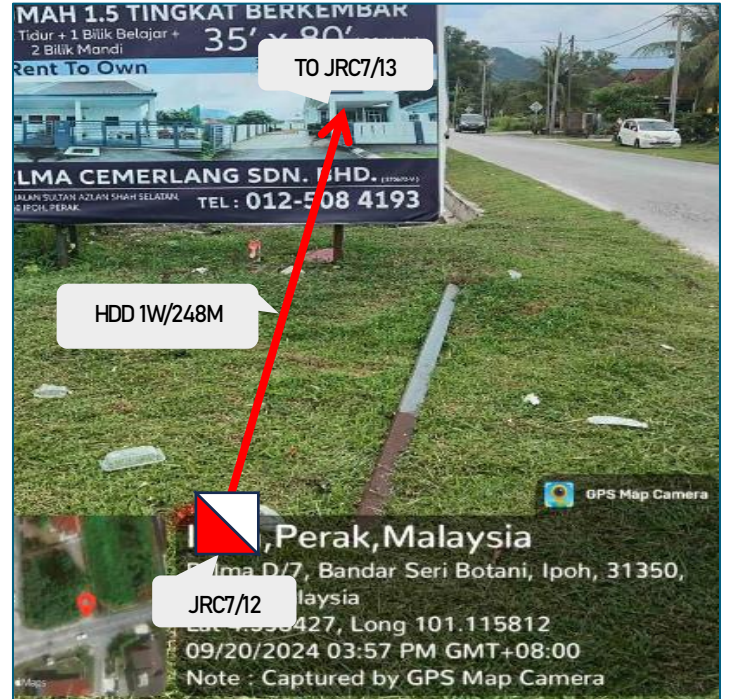 MAH 1.5 TINGKAT BERKEMBAR
Tidur + 1 Bilik Belajar +
2 Bilik Mandi
35' x 80'
Rent To Own
TO JRC7/13
ELMA CEMERLANG SDN. BHD.
JALAN SULTAN AZLAN SHAH SELATAN,
IPOH, PERAK.
TEL : 012-508 4193
HDD 1W/248M
GPS Map Camera
,Perak,Malaysia
D/7, Bandar Seri Botani, Ipoh, 31350,
laysia
JRC7/12
427, Long 101.115812
09/20/2024 03:57 PM GMT+08:00
Note : Captured by GPS Map Camera
Maps